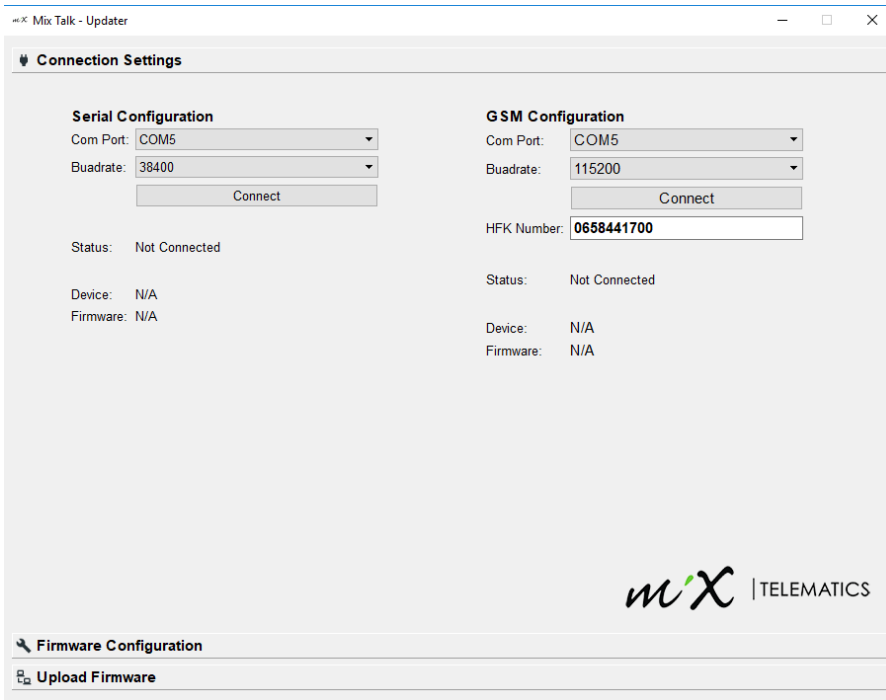 mix Mix Talk - Updater
Connection Settings
Serial Configuration
Com Port: COM5
Buadrate: 38400
Connect
Status: Not Connected
Device: N/A
Firmware: N/A
GSM Configuration
Com Port: COM5
Buadrate: 115200
Connect
HFK Number: 0658441700
Status: Not Connected
Device: N/A
Firmware: N/A
miX | TELEMATICS
Firmware Configuration
Upload Firmware